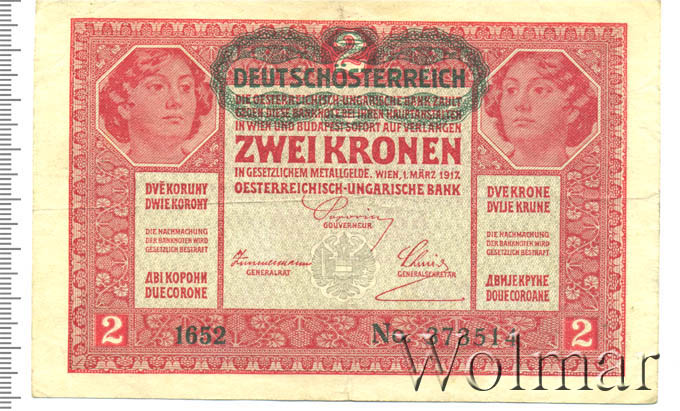 2
DEUTSCHÖSTERREICH
DIE OESTERREICHISCH-UNGARISCHE BANK ZAHLT
GEGEN DIESE BANKNOTE BEI IHREN HAUPTANSTALTEN
IN WIEN UND BUDAPEST SOFORT AUF VERLANGEN
ZWEI KRONEN
IN GESETZLICHEM METALLGELDE. WIEN, 1. MÄRZ 1917.
OESTERREICHISCH-UNGARISCHE BANK
GOUVERNEUR
GENERALRAT
GENERALSEKRETÄR
DVĚ KORUNY
DWIE KORONY
DIE NACHMACHUNG
DER BANKNOTEN WIRD
GESETZLICH BESTRAFT
ДВІ КОРОНИ
DUE CORONE
DVE KRONE
DVIJE KRUNE
DIE NACHMACHUNG
DER BANKNOTEN WIRD
GESETZLICH BESTRAFT
ДВИЈЕ КРУНЕ
DOUE COROANE
2
1652
No 373514
2
Wolmar